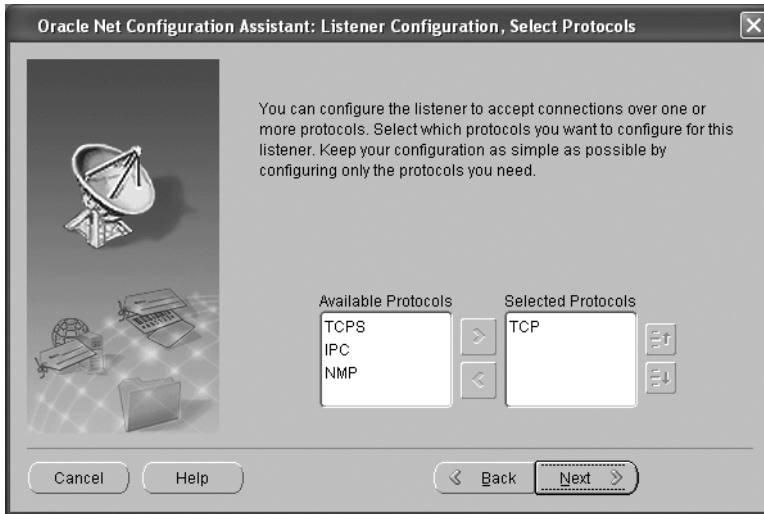 Oracle Net Configuration Assistant: Listener Configuration, Select Protocols
You can configure the listener to accept connections over one or
more protocols. Select which protocols you want to configure for this
listener. Keep your configuration as simple as possible by
configuring only the protocols you need.
Available Protocols
Selected Protocols
TCPS
TCP
IPC
NMP
Cancel
Help
Back
Next